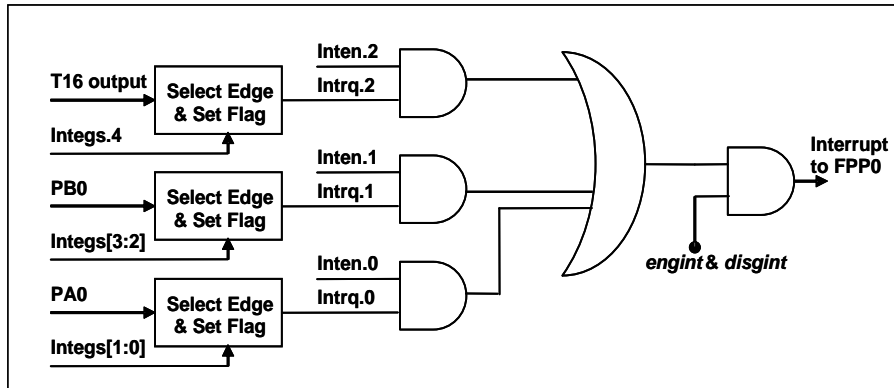 T16 output
Integs.4
Select Edge
& Set Flag
Inten.2
Intrq.2
PB0
Integs[3:2]
Select Edge
& Set Flag
Inten.1
Intrq.1
PA0
Integs[1:0]
Select Edge
& Set Flag
Inten.0
Intrq.0
engint & disgint
Interrupt
to FPP0